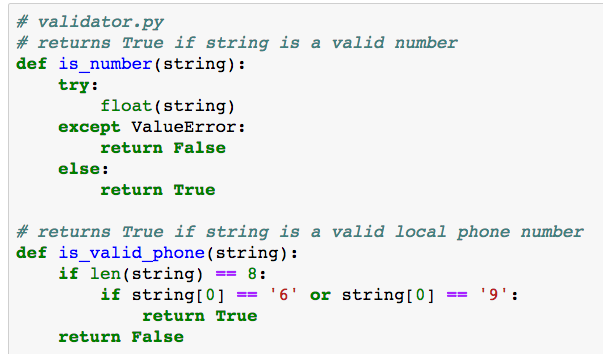 # validator.py
# returns True if string is a valid number
def is_number(string):
    try:
        float(string)
    except ValueError:
        return False
    else:
        return True

# returns True if string is a valid local phone number
def is_valid_phone(string):
    if len(string) == 8:
        if string[0] == '6' or string[0] == '9':
            return True
    return False